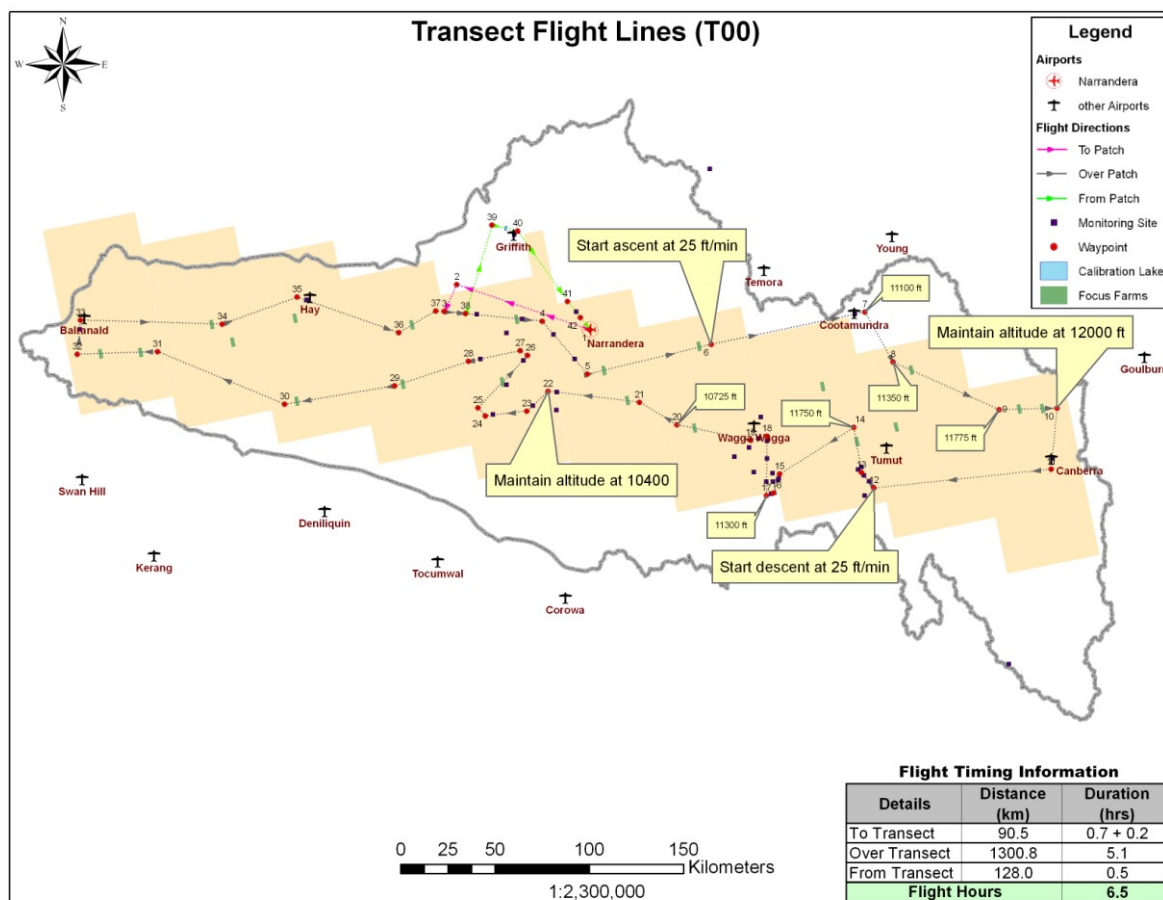 Transect Flight Lines (T00)
N
W
E
S
Legend
Airports
Narrandera
other Airports
Flight Directions
To Patch
Over Patch
From Patch
Monitoring Site
Waypoint
Calibration Lake
Focus Farms
39
40
Griffith
Start ascent at 25 ft/min
Young
Temora
2
35
Hay
41
7
11100 ft
33
Balranald
34
37
3
38
4
42
1
Narrandera
Cootamundra
Maintain altitude at 12000 ft
36
6
32
31
28
27
26
5
8
Goulburn
11350 ft
29
30
22
21
25
24
23
20
10725 ft
11750 ft
14
9
10
11775 ft
19
18
Wagga Wagga
Tumut
Maintain altitude at 10400
15
13
12
Canberra
Swan Hill
17
16
Deniliquin
11300 ft
Start descent at 25 ft/min
Kerang
Tocumwal
Corowa
0 25 50 100 150
Kilometers
1:2,300,000
Flight Timing Information
Details Distance (km) Duration (hrs)
To Transect 90.5 0.7 + 0.2
Over Transect 1300.8 5.1
From Transect 128.0 0.5
Flight Hours 6.5